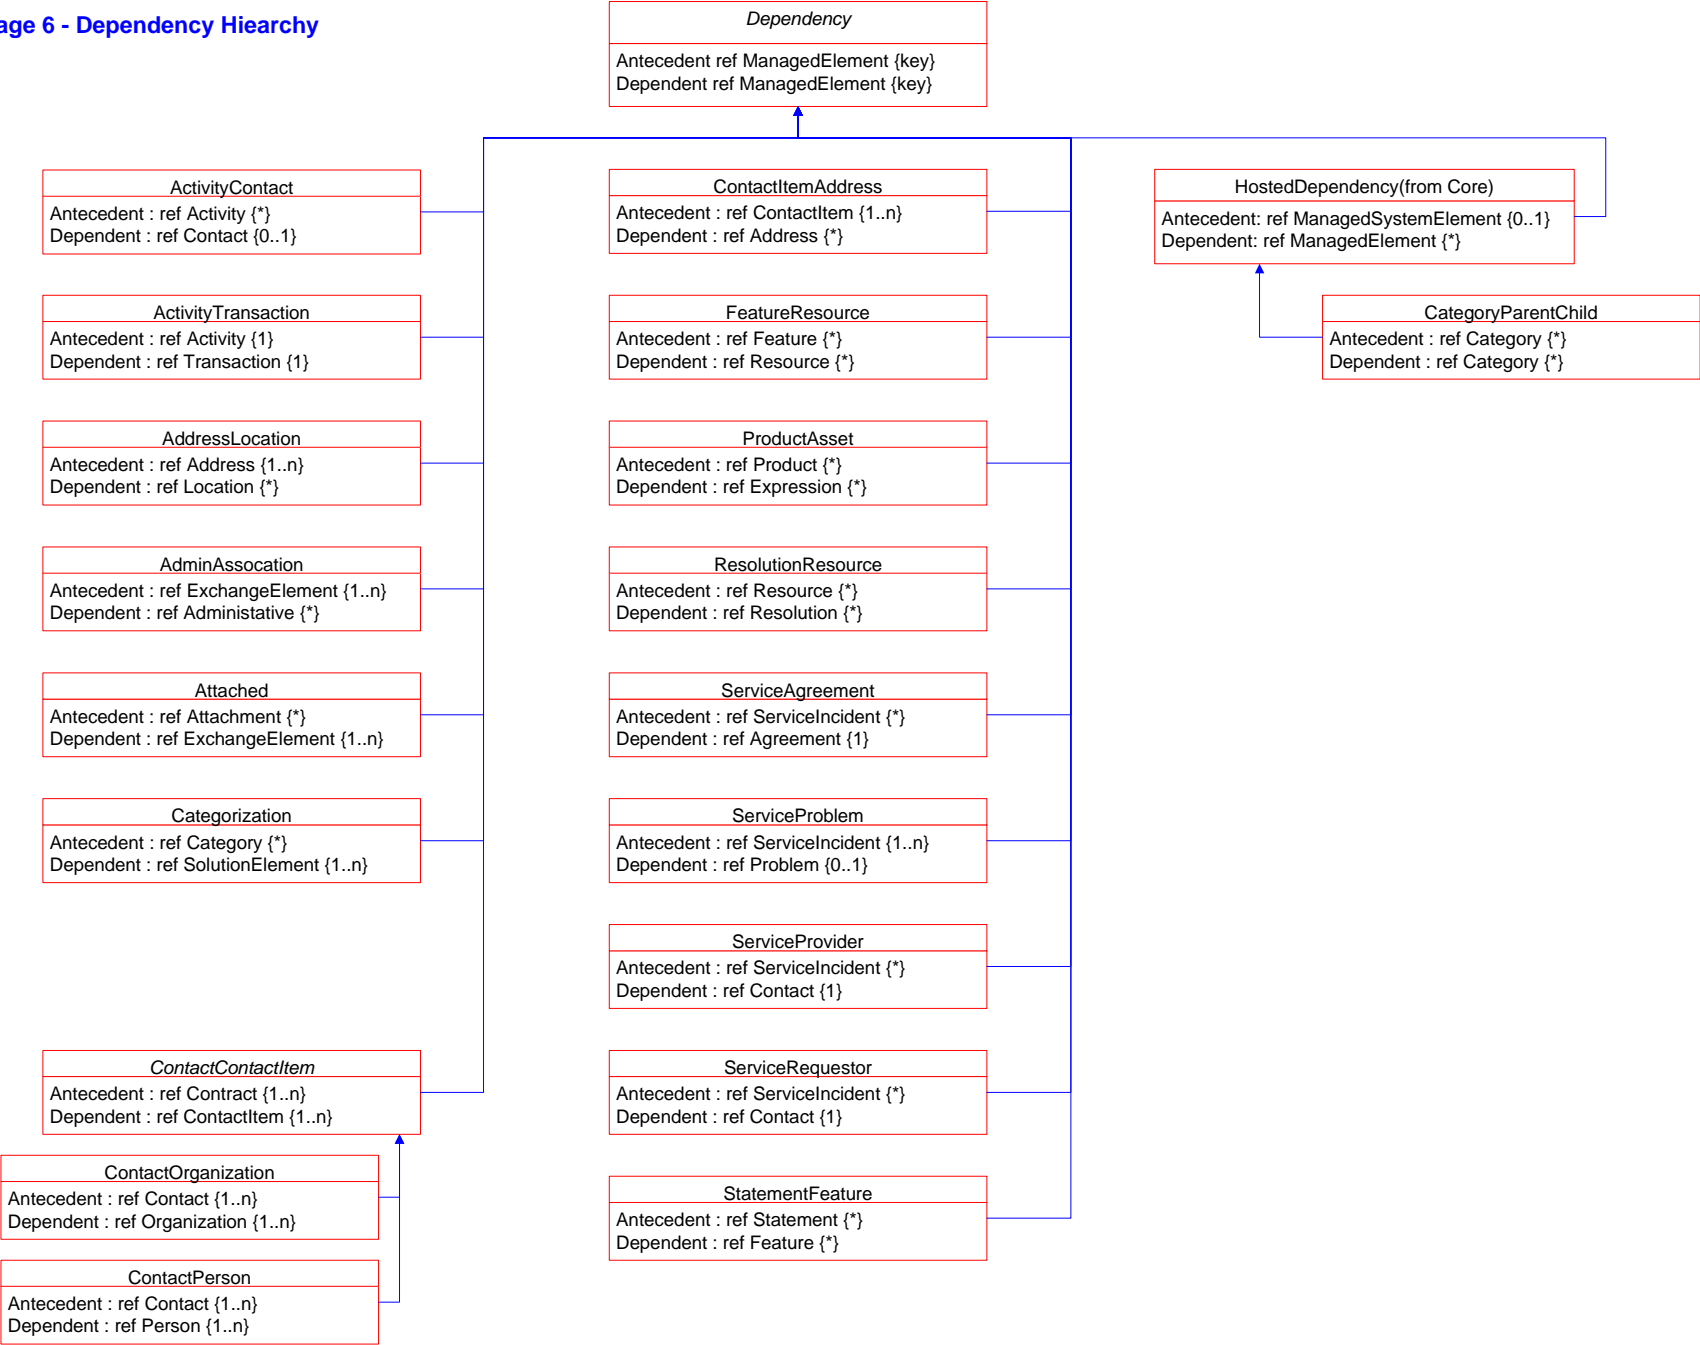 age 6 - Dependency Hiearchy
Dependency
Antecedent ref ManagedElement {key}
Dependent ref ManagedElement {key}
ActivityContact
Antecedent : ref Activity {*}
Dependent : ref Contact {0..1}
ActivityTransaction
Antecedent : ref Activity {1}
Dependent : ref Transaction {1}
AddressLocation
Antecedent : ref Address {1..n}
Dependent : ref Location {*}
AdminAssocation
Antecedent : ref ExchangeElement {1..n}
Dependent : ref Administative {*}
Attached
Antecedent : ref Attachment {*}
Dependent : ref ExchangeElement {1..n}
Categorization
Antecedent : ref Category {*}
Dependent : ref SolutionElement {1..n}
ContactContactItem
Antecedent : ref Contract {1..n}
Dependent : ref ContactItem {1..n}
ContactOrganization
Antecedent : ref Contact {1..n}
Dependent : ref Organization {1..n}
ContactPerson
Antecedent : ref Contact {1..n}
Dependent : ref Person {1..n}
ContactItemAddress
Antecedent : ref ContactItem {1..n}
Dependent : ref Address {*}
FeatureResource
Antecedent : ref Feature {*}
Dependent : ref Resource {*}
ProductAsset
Antecedent : ref Product {*}
Dependent : ref Expression {*}
ResolutionResource
Antecedent : ref Resource {*}
Dependent : ref Resolution {*}
ServiceAgreement
Antecedent : ref ServiceIncident {*}
Dependent : ref Agreement {1}
ServiceProblem
Antecedent : ref ServiceIncident {1..n}
Dependent : ref Problem {0..1}
ServiceProvider
Antecedent : ref ServiceIncident {*}
Dependent : ref Contact {1}
ServiceRequestor
Antecedent : ref ServiceIncident {*}
Dependent : ref Contact {1}
StatementFeature
Antecedent : ref Statement {*}
Dependent : ref Feature {*}
HostedDependency(from Core)
Antecedent: ref ManagedSystemElement {0..1}
Dependent: ref ManagedElement {*}
CategoryParentChild
Antecedent : ref Category {*}
Dependent : ref Category {*}